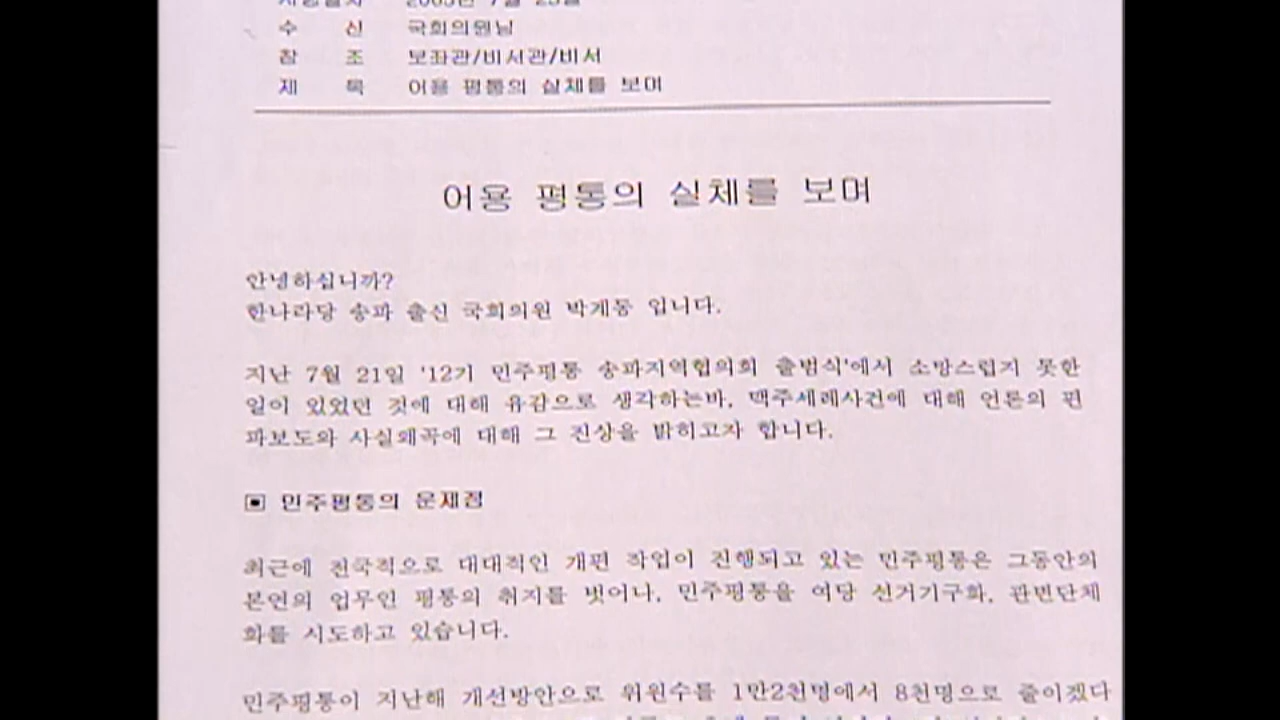 2005년 7월 25일
수 신 국회의원님
참 조 보좌관/비서관/비서
제 목 어용 평통의 실체를 보며
어용 평통의 실체를 보며
안녕하십니까?
한나라당 송파 출신 국회의원 박계동 입니다.
지난 7월 21일 '12기 민주평통 송파지역협의회 출범식'에서 소망스럽지 못한
일이 있었던 것에 대해 유감으로 생각하는바, 맥주세례사건에 대해 언론의 편
파보도와 사실왜곡에 대해 그 진상을 밝히고자 합니다.
▣ 민주평통의 문제점
최근에 전국적으로 대대적인 개편 작업이 진행되고 있는 민주평통은 그동안의
본연의 업무인 평통의 취지를 벗어나, 민주평통을 여당 선거기구화, 관변단체
화를 시도하고 있습니다.
민주평통이 지난해 개선방안으로 위원수를 1만2천명에서 8천명으로 줄이겠다